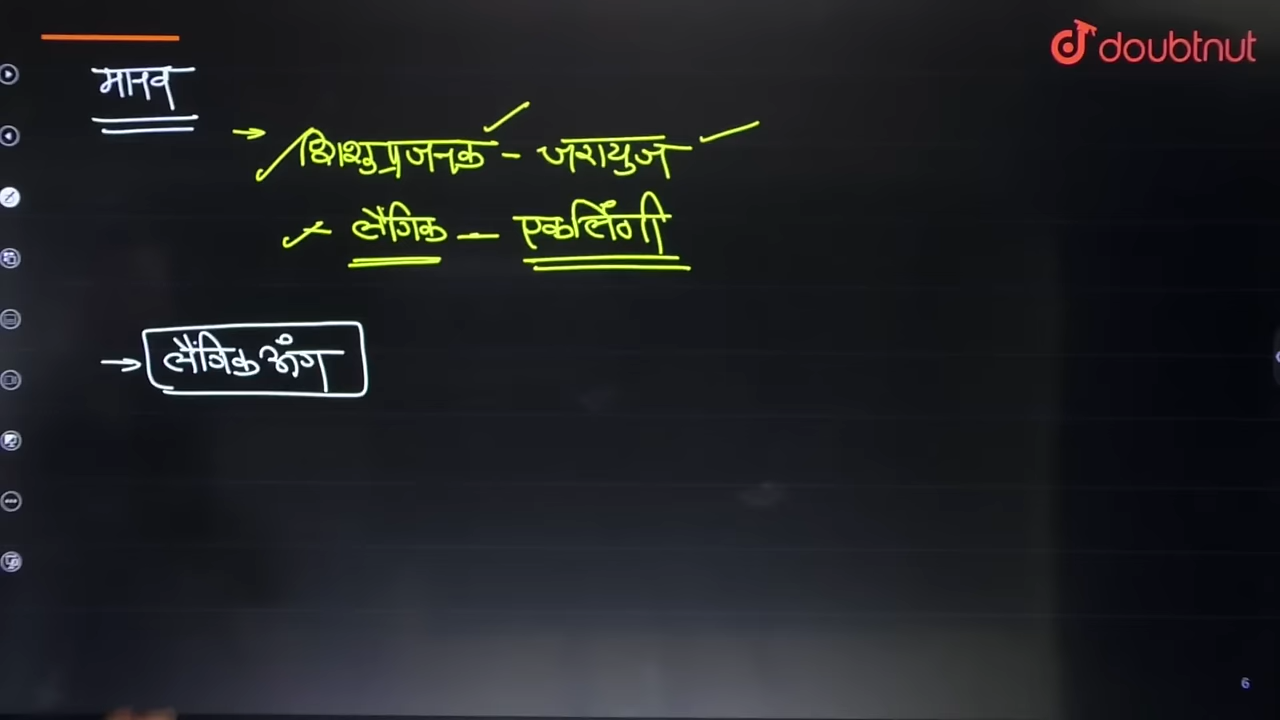 doubtnut
मानव
→ शिशुप्रजनक - जरायुज
लैंगिक - एकलिंगी
→ लैंगिक अंग
6